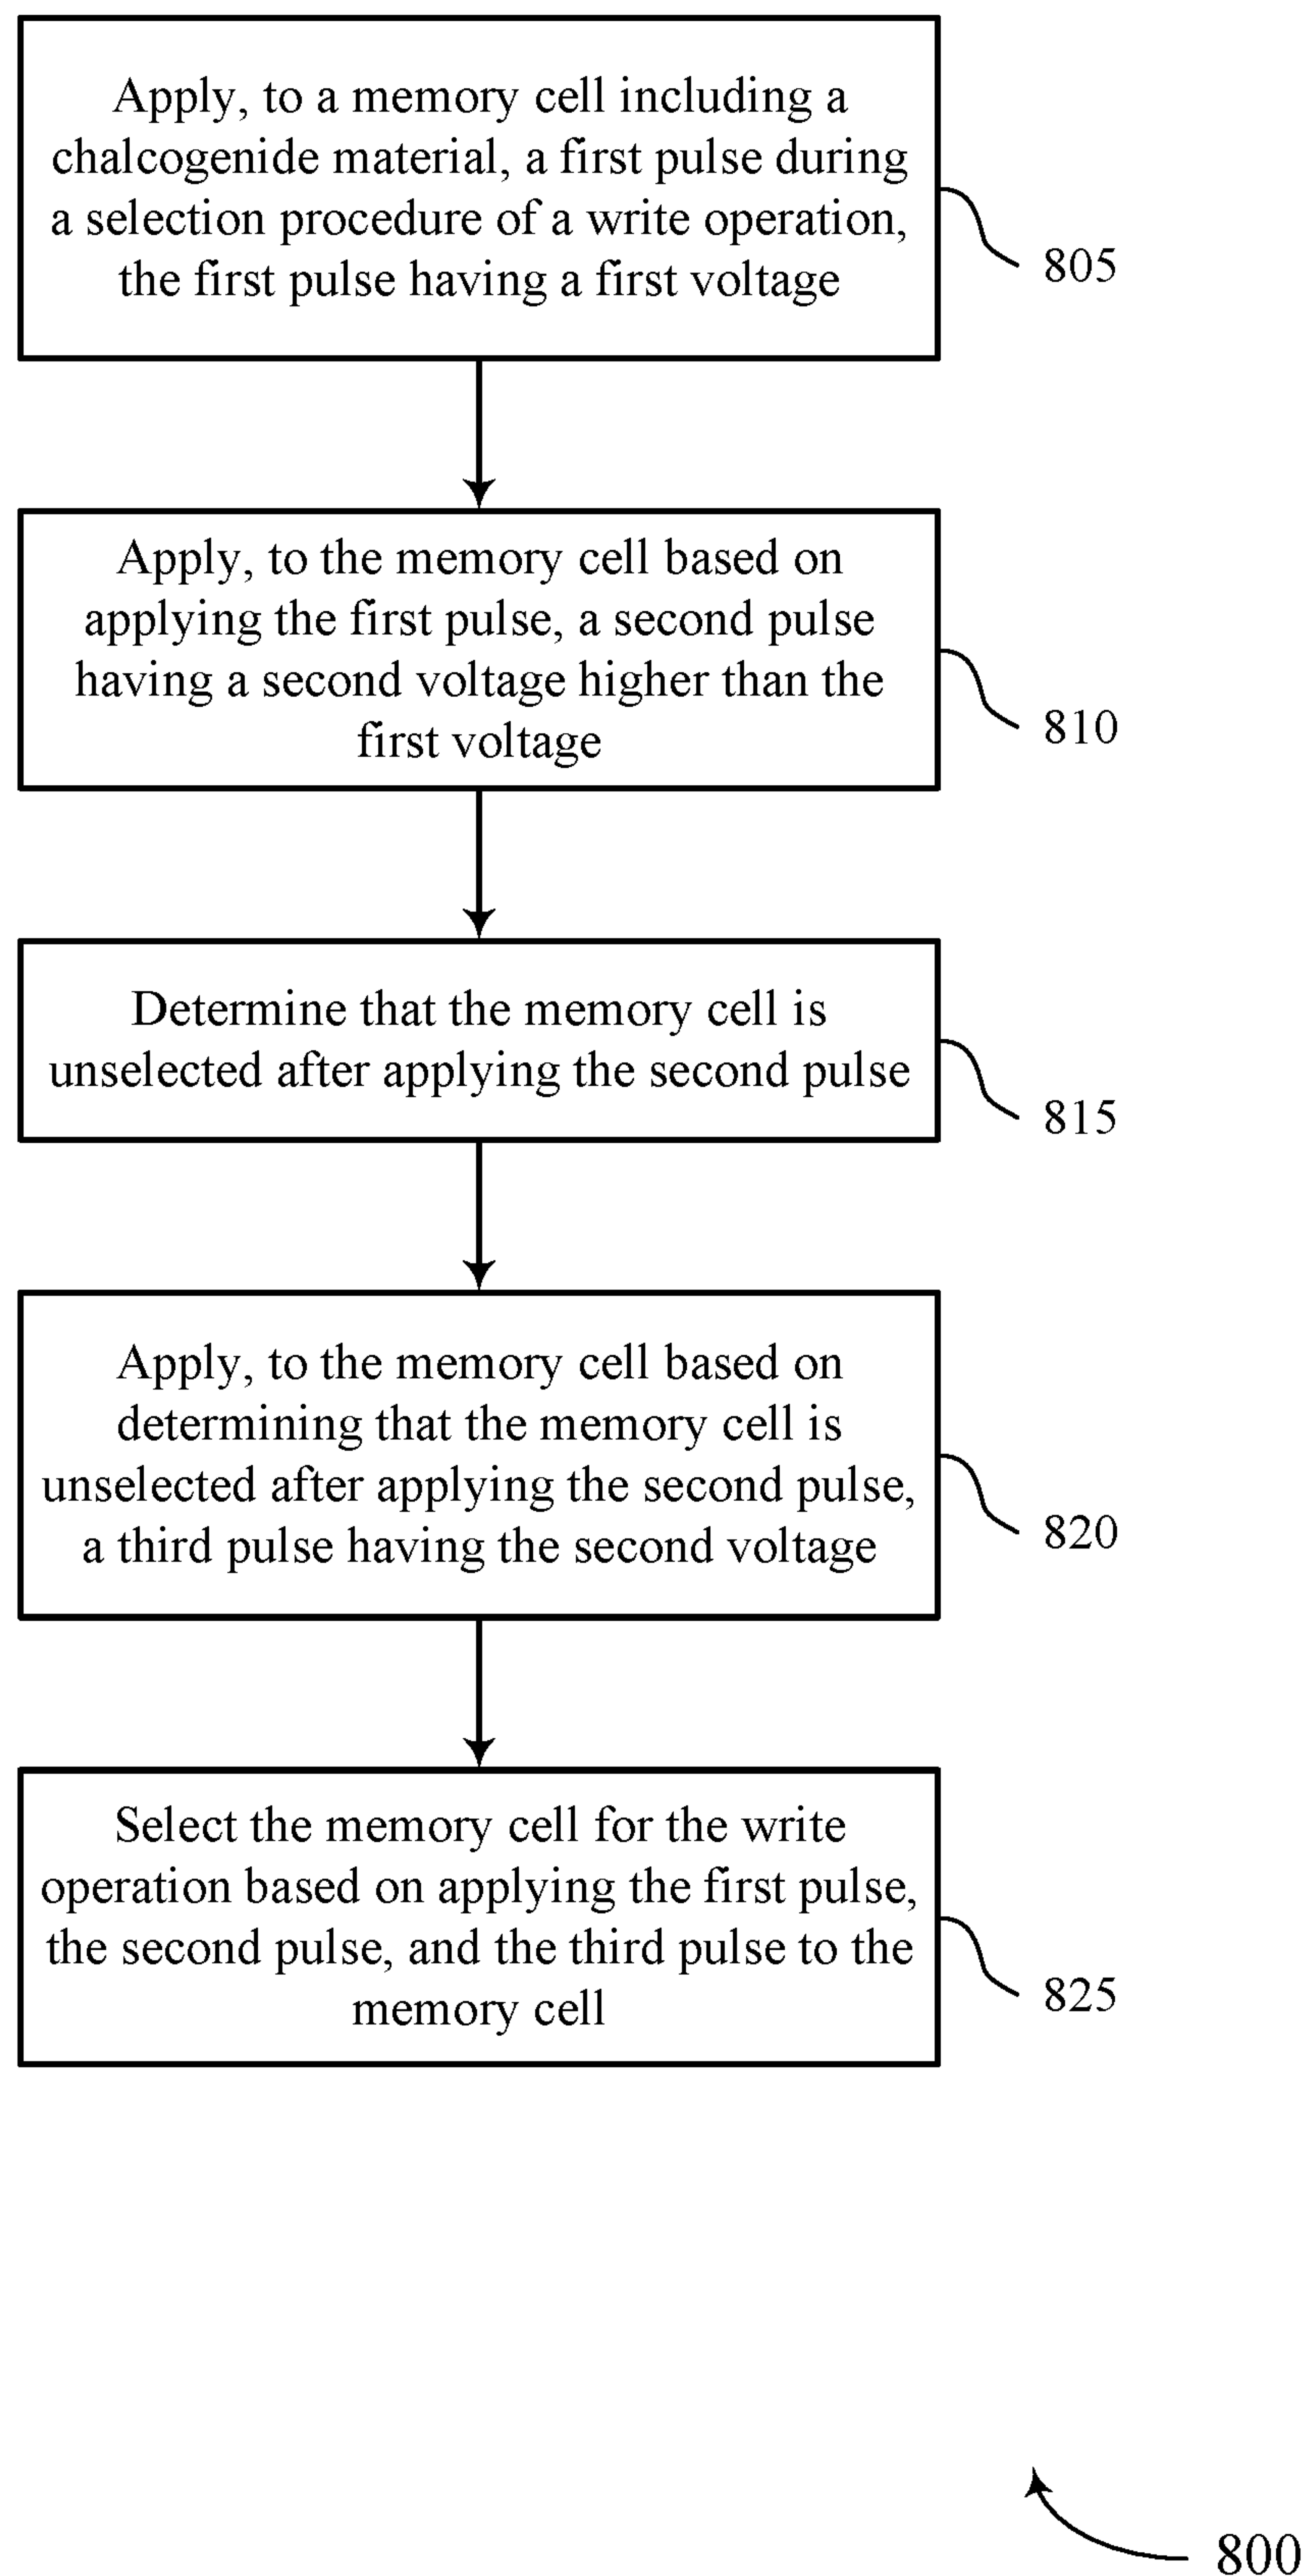 Apply, to a memory cell including a
chalcogenide material, a first pulse during
a selection procedure of a write operation,
the first pulse having a first voltage
805
Apply, to the memory cell based on
applying the first pulse, a second pulse
having a second voltage higher than the
first voltage
810
Determine that the memory cell is
unselected after applying the second pulse
815
Apply, to the memory cell based on
determining that the memory cell is
unselected after applying the second pulse,
a third pulse having the second voltage
820
Select the memory cell for the write
operation based on applying the first pulse,
the second pulse, and the third pulse to the
memory cell
825
800